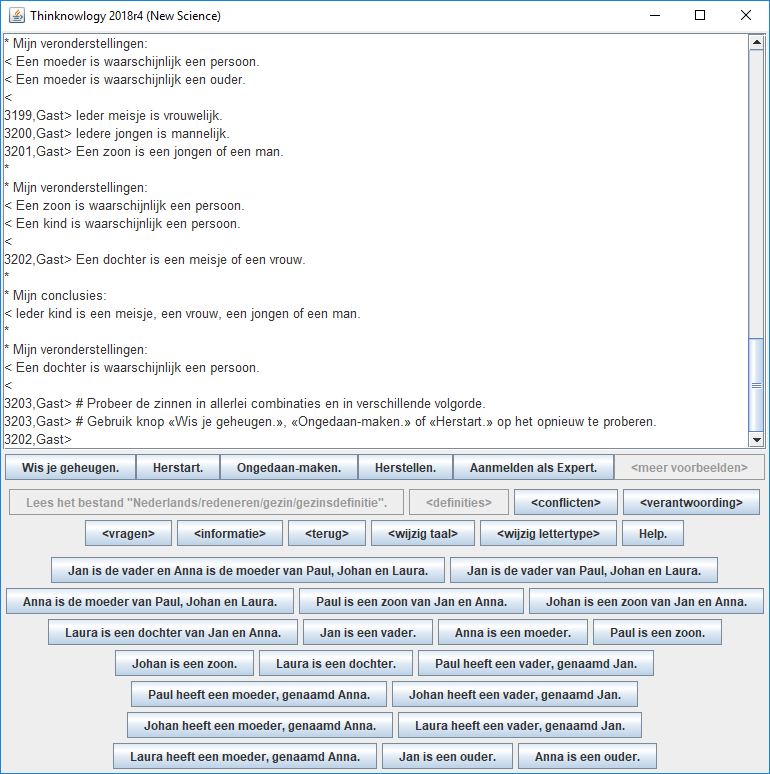 Thinknowlogy 2018r4 (New Science)
* Mijn veronderstellingen:
< Een moeder is waarschijnlijk een persoon.
< Een moeder is waarschijnlijk een ouder.
<
3199,Gast> Ieder meisje is vrouwelijk.
3200,Gast> Iedere jongen is mannelijk.
3201,Gast> Een zoon is een jongen of een man.
*
* Mijn veronderstellingen:
< Een zoon is waarschijnlijk een persoon.
< Een kind is waarschijnlijk een persoon.
<
3202,Gast> Een dochter is een meisje of een vrouw.
*
* Mijn conclusies:
< Ieder kind is een meisje, een vrouw, een jongen of een man.
*
* Mijn veronderstellingen:
< Een dochter is waarschijnlijk een persoon.
<
3203,Gast> # Probeer de zinnen in allerlei combinaties en in verschillende volgorde.
3203,Gast> # Gebruik knop «Wis je geheugen.», «Ongedaan-maken.» of «Herstart.» op het opnieuw te proberen.
3202,Gast>
Wis je geheugen. Herstart. Ongedaan-maken. Herstellen. Aanmelden als Expert. <meer voorbeelden>
Lees het bestand "Nederlands/redeneren/gezin/gezinsdefinitie". <definities> <conflicten> <verantwoording>
<vragen> <informatie> <terug> <wijzig taal> <wijzig lettertype> Help.
Jan is de vader en Anna is de moeder van Paul, Johan en Laura. Jan is de vader van Paul, Johan en Laura.
Anna is de moeder van Paul, Johan en Laura. Paul is een zoon van Jan en Anna. Johan is een zoon van Jan en Anna.
Laura is een dochter van Jan en Anna. Jan is een vader. Anna is een moeder. Paul is een zoon.
Johan is een zoon. Laura is een dochter. Paul heeft een vader, genaamd Jan.
Paul heeft een moeder, genaamd Anna. Johan heeft een vader, genaamd Jan.
Johan heeft een moeder, genaamd Anna. Laura heeft een vader, genaamd Jan.
Laura heeft een moeder, genaamd Anna. Jan is een ouder. Anna is een ouder.